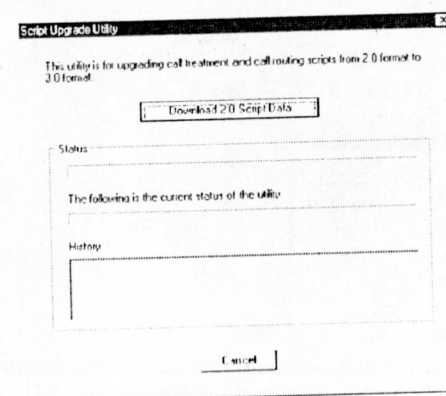 Script Upgrade Utility
This utility is for upgrading call treatment and call routing scripts from 2.0 format to
3.0 format.
Download 2.0 Script Data
Status
The following is the current status of the utility
History
Cancel